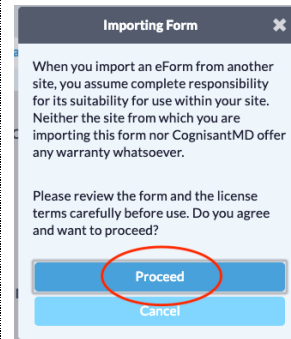 Importing Form
When you import an eForm from another
site, you assume complete responsibility
for its suitability for use within your site.
Neither the site from which you are
importing this form nor CognisantMD offer
any warranty whatsoever.
Please review the form and the license
terms carefully before use. Do you agree
and want to proceed?
Proceed
Cancel